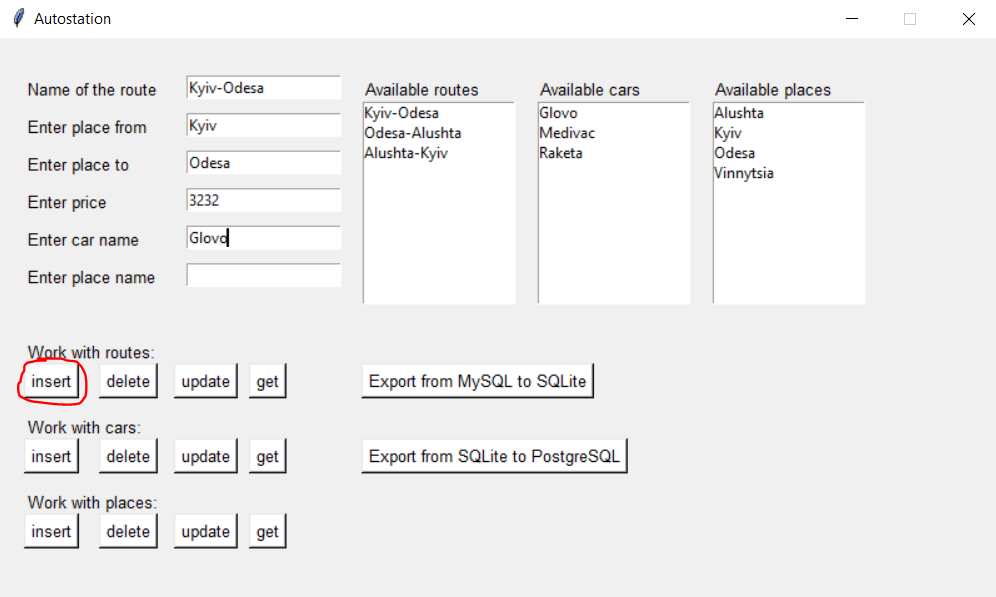 Autostation
Name of the route
Kyiv-Odesa
Enter place from
Kyiv
Enter place to
Odesa
Enter price
3232
Enter car name
Glovo
Enter place name
Available routes
Kyiv-Odesa
Odesa-Alushta
Alushta-Kyiv
Available cars
Glovo
Medivac
Raketa
Available places
Alushta
Kyiv
Odesa
Vinnytsia
Work with routes:
insert delete update get
Export from MySQL to SQLite
Work with cars:
insert delete update get
Export from SQLite to PostgreSQL
Work with places:
insert delete update get